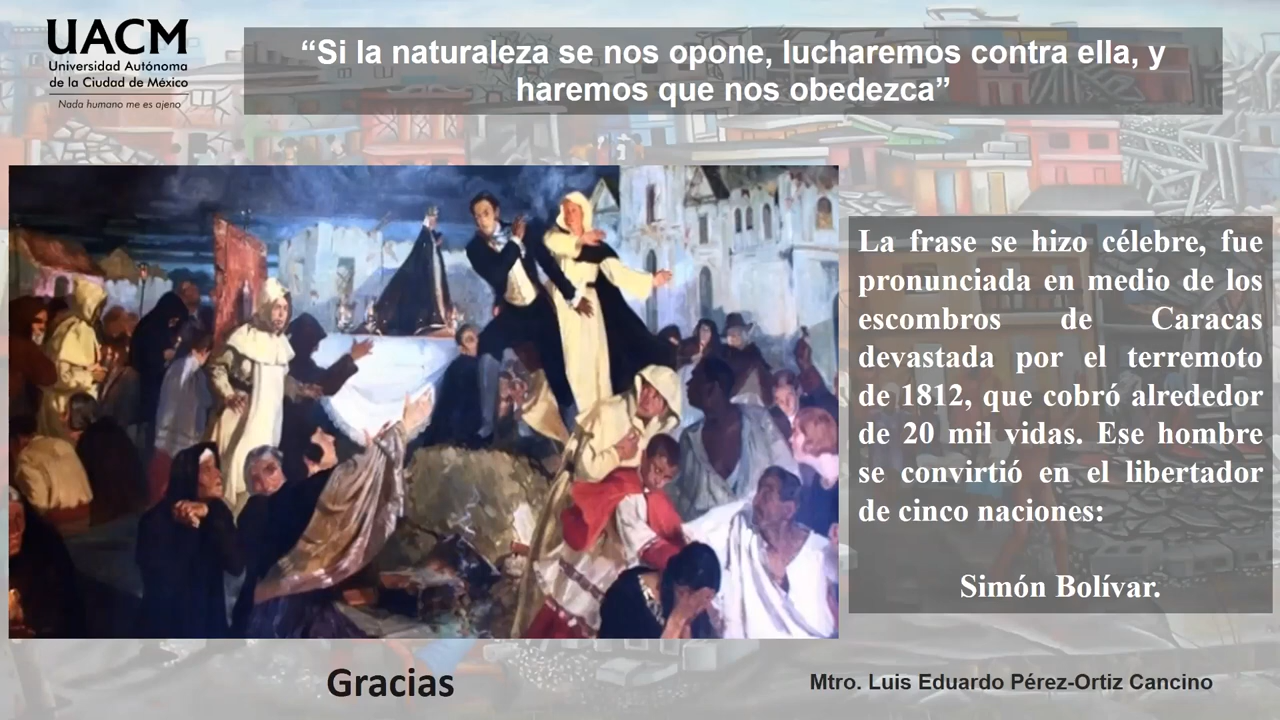 UACM
Universidad Autónoma
de la Ciudad de México
Nada humano me es ajeno
“Si la naturaleza se nos opone, lucharemos contra ella, y
haremos que nos obedezca”
La frase se hizo célebre, fue
pronunciada en medio de los
escombros de Caracas
devastada por el terremoto
de 1812, que cobró alrededor
de 20 mil vidas. Ese hombre
se convirtió en el libertador
de cinco naciones:
Simón Bolívar.
Gracias
Mtro. Luis Eduardo Pérez-Ortiz Cancino